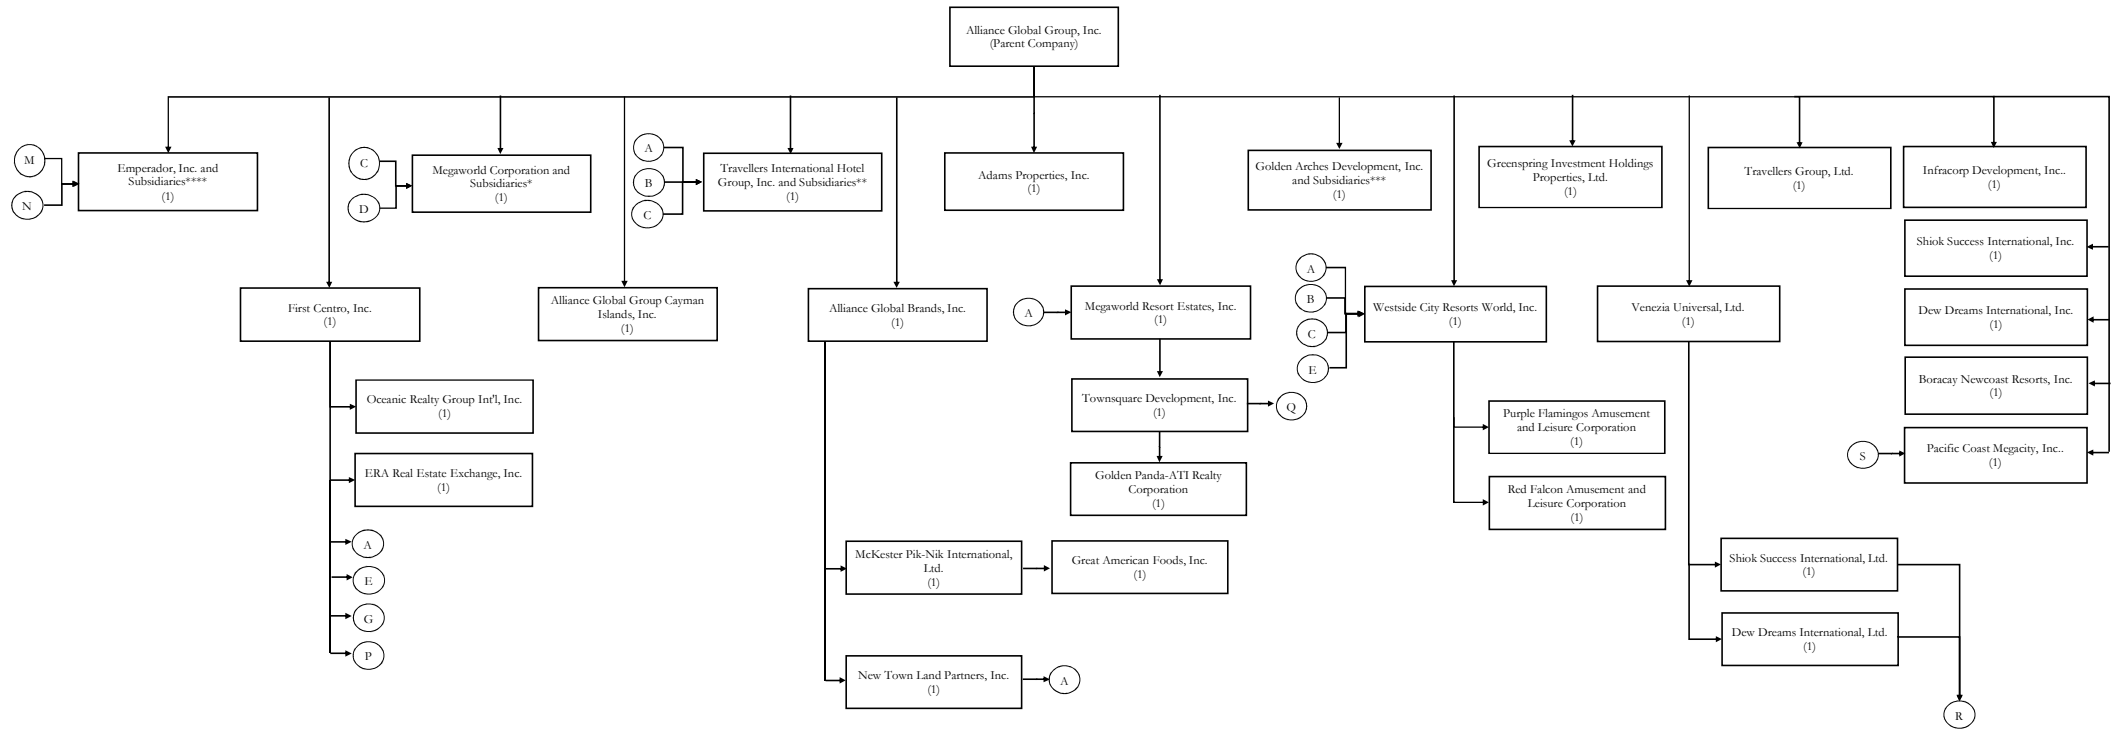 Alliance Global Group, Inc.
(Parent Company)
M
N
Emperador, Inc. and
Subsidiaries****
(1)
C
D
Megaworld Corporation and
Subsidiaries*
(1)
A
B
C
Travellers International Hotel
Group, Inc. and Subsidiaries**
(1)
Adams Properties, Inc.
(1)
Golden Arches Development, Inc.
and Subsidiaries***
(1)
Greenspring Investment Holdings
Properties, Ltd.
(1)
Travellers Group, Ltd.
(1)
Infracorp Development, Inc..
(1)
Shiok Success International, Inc.
(1)
Dew Dreams International, Inc.
(1)
Boracay Newcoast Resorts, Inc.
(1)
S
Pacific Coast Megacity, Inc..
(1)
First Centro, Inc.
(1)
Alliance Global Group Cayman
Islands, Inc.
(1)
Alliance Global Brands, Inc.
(1)
A
Megaworld Resort Estates, Inc.
(1)
A
B
C
E
Westside City Resorts World, Inc.
(1)
Venezia Universal, Ltd.
(1)
Oceanic Realty Group Int'l, Inc.
(1)
ERA Real Estate Exchange, Inc.
(1)
A
E
G
P
Townsquare Development, Inc.
(1)
Q
Golden Panda-ATI Realty
Corporation
(1)
Purple Flamingos Amusement
and Leisure Corporation
(1)
Red Falcon Amusement and
Leisure Corporation
(1)
McKester Pik-Nik International,
Ltd.
(1)
Great American Foods, Inc.
(1)
New Town Land Partners, Inc.
(1)
A
Shiok Success International, Ltd.
(1)
Dew Dreams International, Ltd.
(1)
R